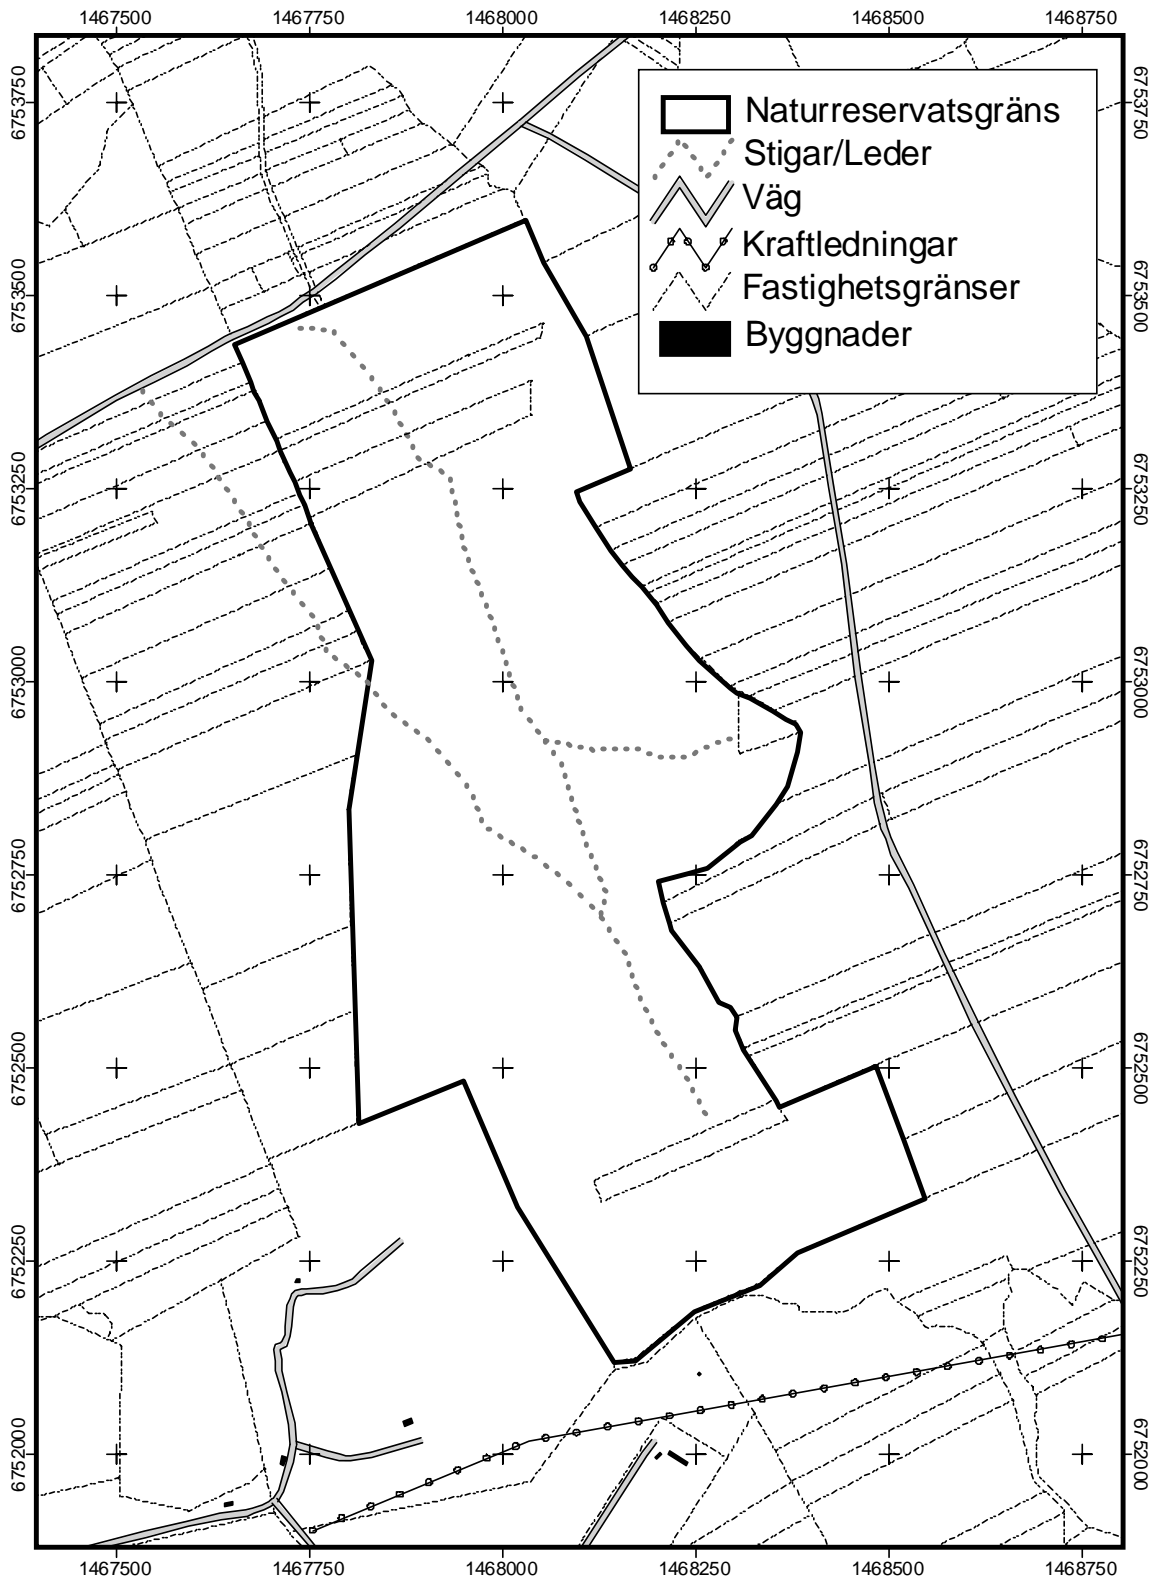 1467500 1467750 1468000 1468250 1468500 1468750
6753750 6753750
Naturreservatsgräns
Stigar/Leder
Väg
Kraftledningar
Fastighetsgränser
Byggnader
6753500 6753500
6753250 6753250
6753000 6753000
6752750 6752750
6752500 6752500
6752250 6752250
6752000 6752000
1467500 1467750 1468000 1468250 1468500 1468750